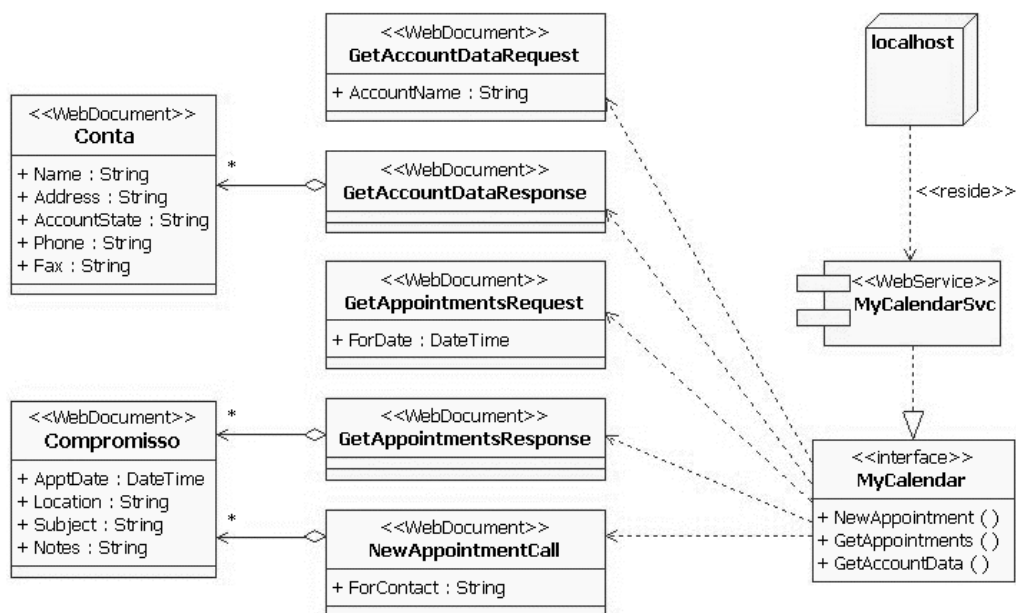 <<WebDocument>>
GetAccountDataRequest
+ AccountName : String
localhost
<<WebDocument>>
Conta
+ Name : String
+ Address : String
+ AccountState : String
+ Phone : String
+ Fax : String
*
<<WebDocument>>
GetAccountDataResponse
<<reside>>
<<WebDocument>>
GetAppointmentsRequest
+ ForDate : DateTime
<<WebService>>
MyCalendarSvc
<<WebDocument>>
Compromisso
+ ApptDate : DateTime
+ Location : String
+ Subject : String
+ Notes : String
*
<<WebDocument>>
GetAppointmentsResponse
*
<<WebDocument>>
NewAppointmentCall
+ ForContact : String
<<interface>>
MyCalendar
+ NewAppointment ( )
+ GetAppointments ( )
+ GetAccountData ( )